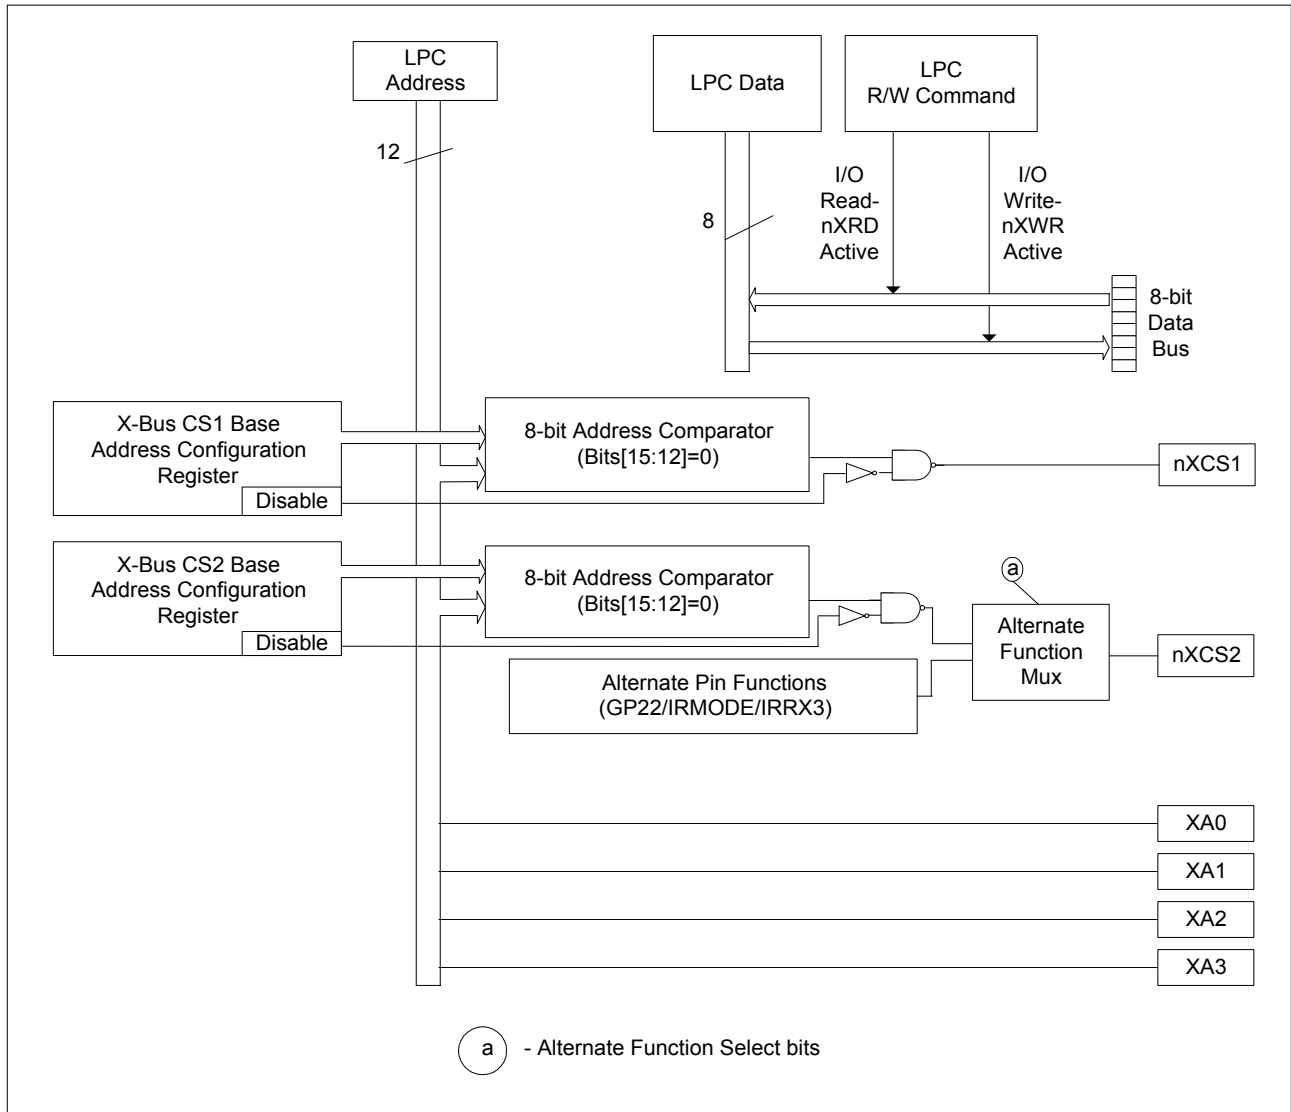 LPC
Address
LPC Data
LPC
R/W Command
12
8
I/O
Read-
nXRD
Active
I/O
Write-
nXWR
Active
8-bit
Data
Bus
X-Bus CS1 Base
Address Configuration
Register
Disable
8-bit Address Comparator
(Bits[15:12]=0)
nXCS1
X-Bus CS2 Base
Address Configuration
Register
Disable
8-bit Address Comparator
(Bits[15:12]=0)
a
Alternate
Function
Mux
nXCS2
Alternate Pin Functions
(GP22/IRMODE/IRRX3)
XA0
XA1
XA2
XA3
a - Alternate Function Select bits